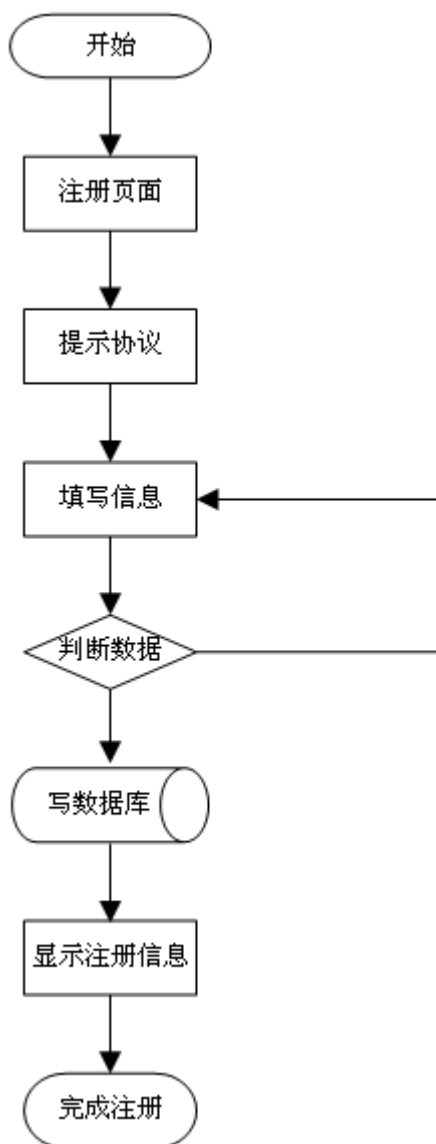 开始
注册页面
提示协议
填写信息
判断数据
写数据库
显示注册信息
完成注册